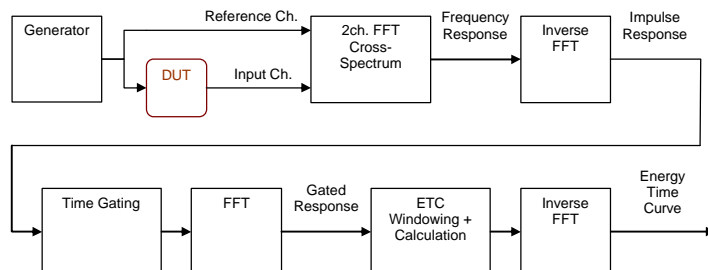 Generator
Reference Ch.
DUT
Input Ch.
2ch. FFT
Cross-
Spectrum
Frequency
Response
Inverse
FFT
Impulse
Response
Time Gating
FFT
Gated
Response
ETC
Windowing +
Calculation
Inverse
FFT
Energy
Time
Curve